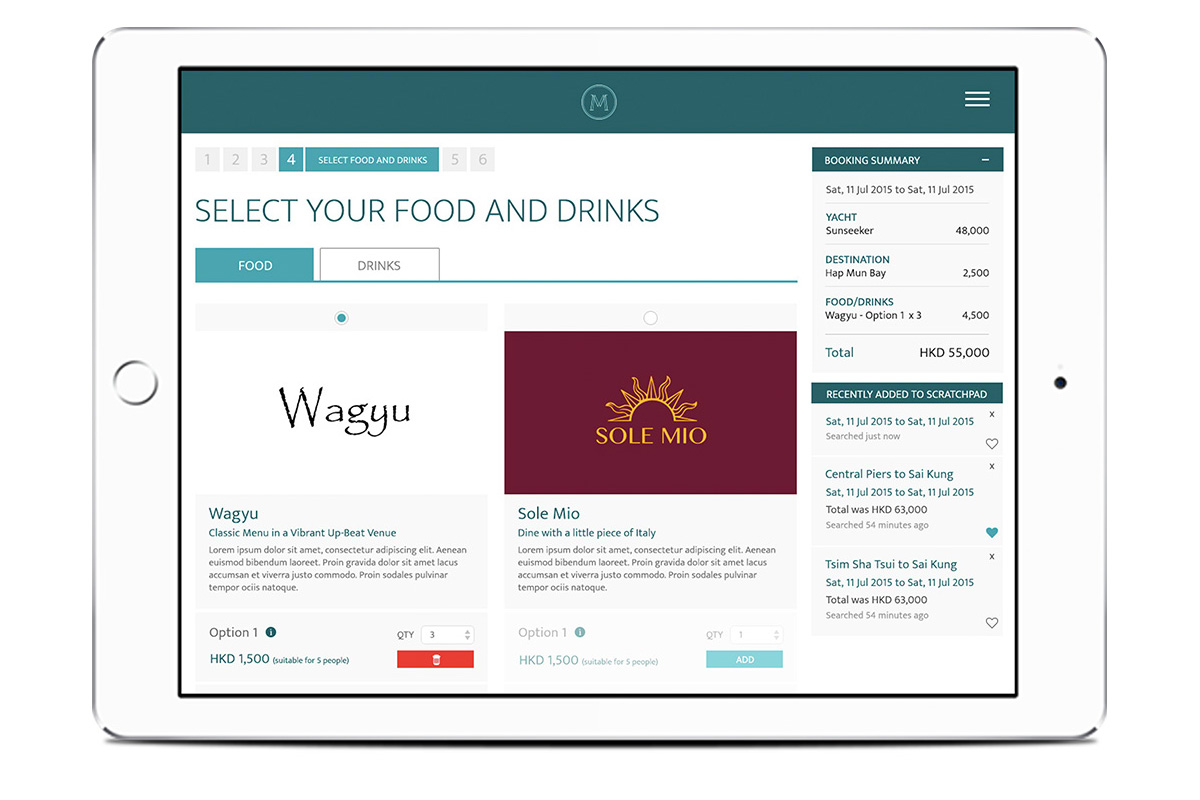 M
1 2 3 4 SELECT FOOD AND DRINKS 5 6
SELECT YOUR FOOD AND DRINKS
FOOD DRINKS
Wagyu
SOLE MIO
Wagyu
Classic Menu in a Vibrant Up-Beat Venue
Lorem ipsum dolor sit amet, consectetur adipiscing elit. Aenean
euismod bibendum laoreet. Proin gravida dolor sit amet lacus
accumsan et viverra justo commodo. Proin sodales pulvinar
tempor ociis natoque.
Option 1 i QTY 3
HKD 1,500 (suitable for 5 people)
Sole Mio
Dine with a little piece of Italy
Lorem ipsum dolor sit amet, consectetur adipiscing elit. Aenean
euismod bibendum laoreet. Proin gravida dolor sit amet lacus
accumsan et viverra justo commodo. Proin sodales pulvinar
tempor ociis natoque.
Option 1 i QTY 1
HKD 1,500 (suitable for 5 people) ADD
BOOKING SUMMARY –
Sat, 11 Jul 2015 to Sat, 11 Jul 2015
YACHT
Sunseeker 48,000
DESTINATION
Hap Mun Bay 2,500
FOOD/DRINKS
Wagyu - Option 1 x 3 4,500
Total HKD 55,000
RECENTLY ADDED TO SCRATCHPAD
x
Sat, 11 Jul 2015 to Sat, 11 Jul 2015
Searched just now
x
Central Piers to Sai Kung
Sat, 11 Jul 2015 to Sat, 11 Jul 2015
Total was HKD 63,000
Searched 54 minutes ago
x
Tsim Sha Tsui to Sai Kung
Sat, 11 Jul 2015 to Sat, 11 Jul 2015
Total was HKD 63,000
Searched 54 minutes ago